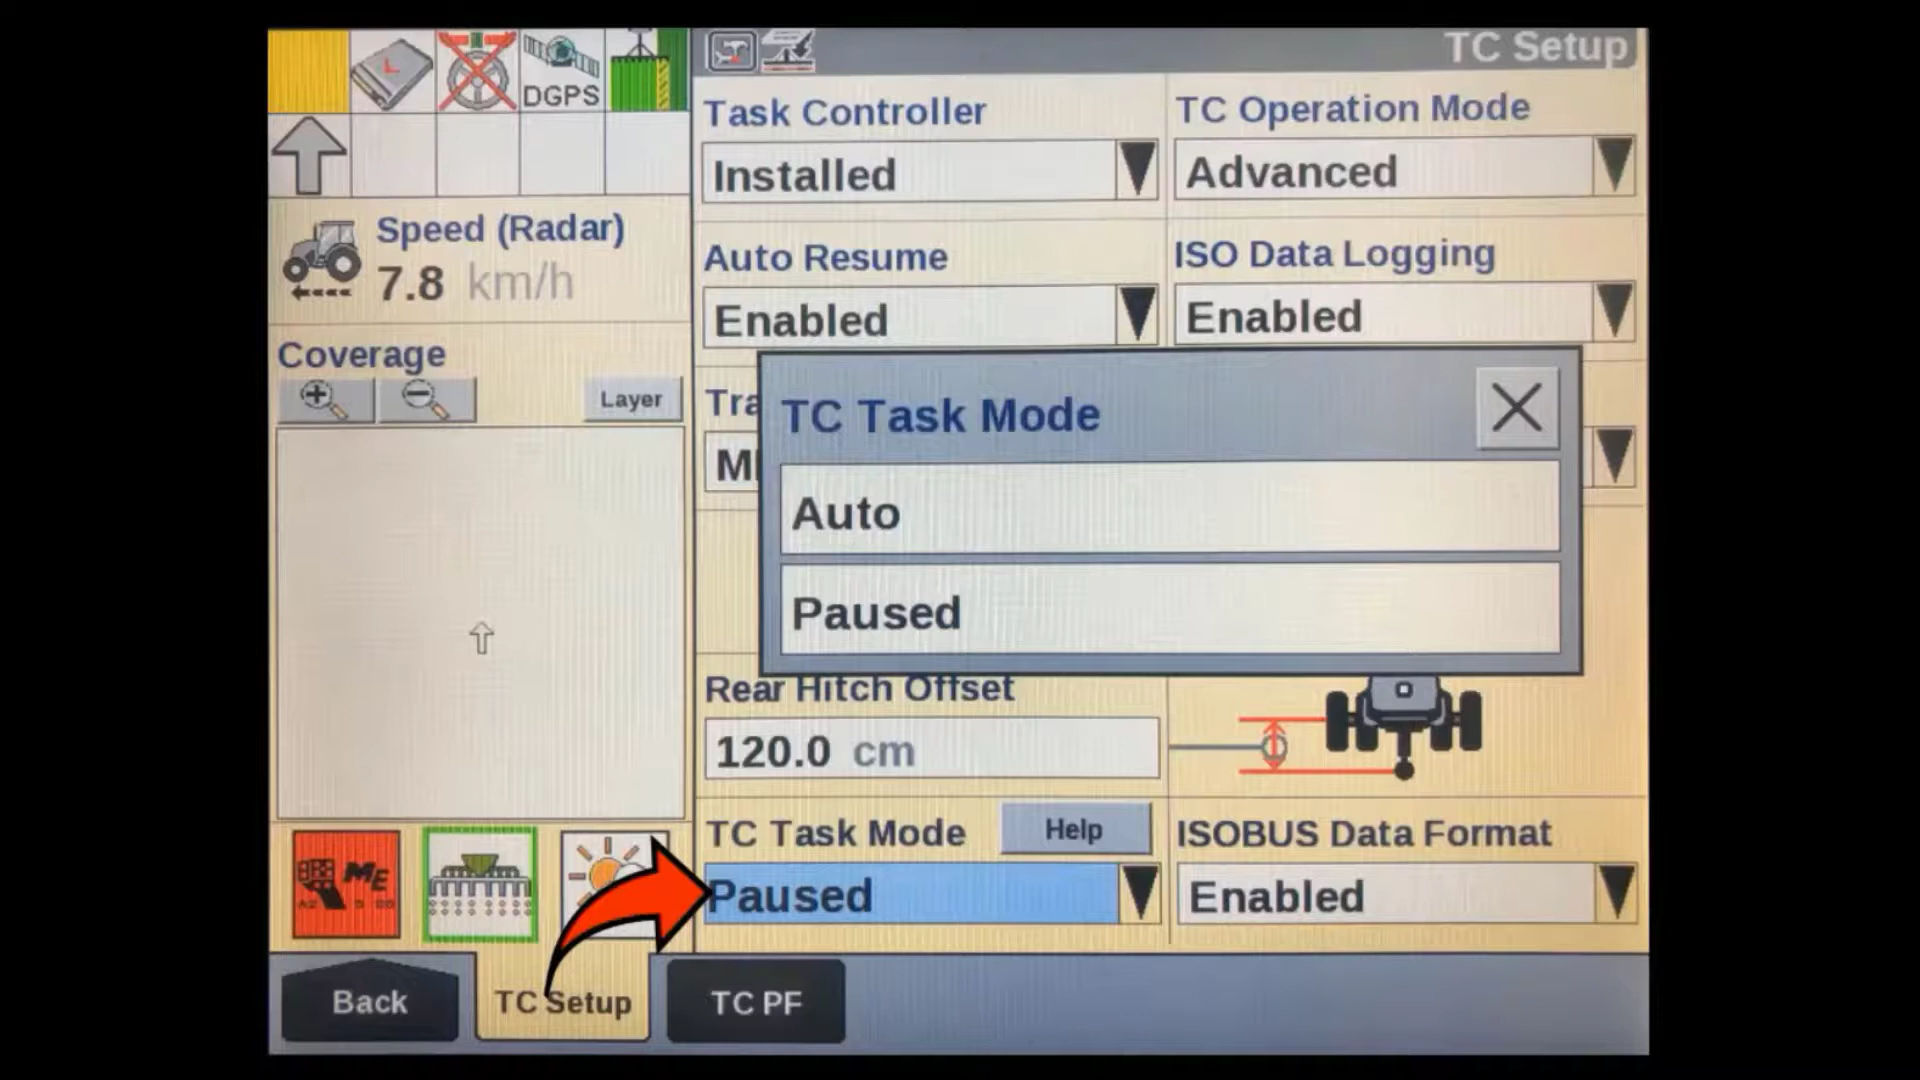 TC Setup
DGPS
Task Controller
TC Operation Mode
Installed
Advanced
Speed (Radar)
7.8 km/h
Auto Resume
ISO Data Logging
Enabled
Enabled
Coverage
Layer
TC Task Mode
Auto
Paused
Rear Hitch Offset
120.0 cm
TC Task Mode
Help
ISOBUS Data Format
Paused
Enabled
ME
Back
TC Setup
TC PF